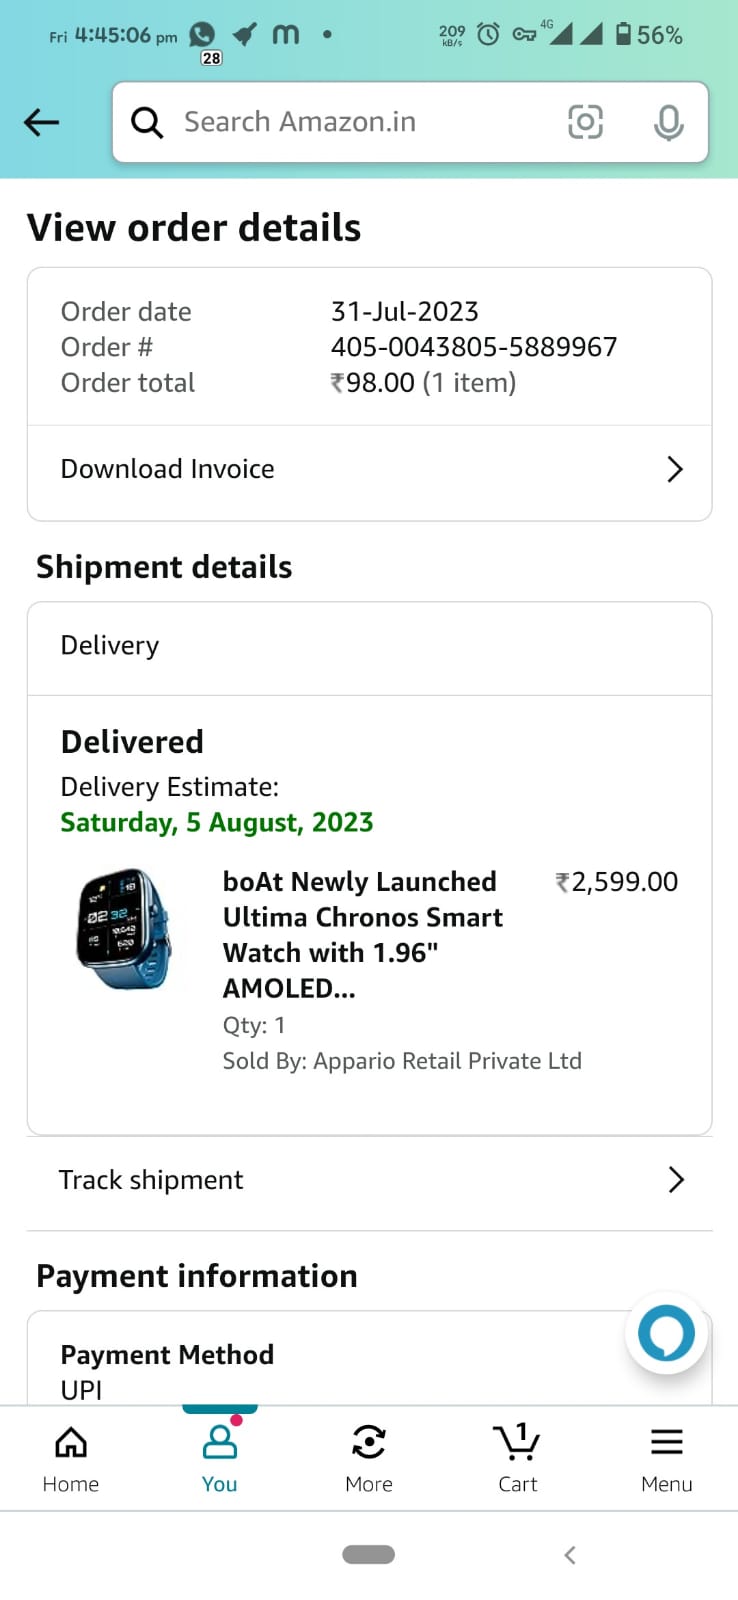 Fri 4:45:06 pm
28
209
kB/s
4G
56%
Search Amazon.in
View order details
Order date 31-Jul-2023
Order # 405-0043805-5889967
Order total ₹98.00 (1 item)
Download Invoice
Shipment details
Delivery
Delivered
Delivery Estimate:
Saturday, 5 August, 2023
boAt Newly Launched ₹2,599.00
Ultima Chronos Smart
Watch with 1.96"
AMOLED...
Qty: 1
Sold By: Appario Retail Private Ltd
Track shipment
Payment information
Payment Method
UPI
1
Home You More Cart Menu